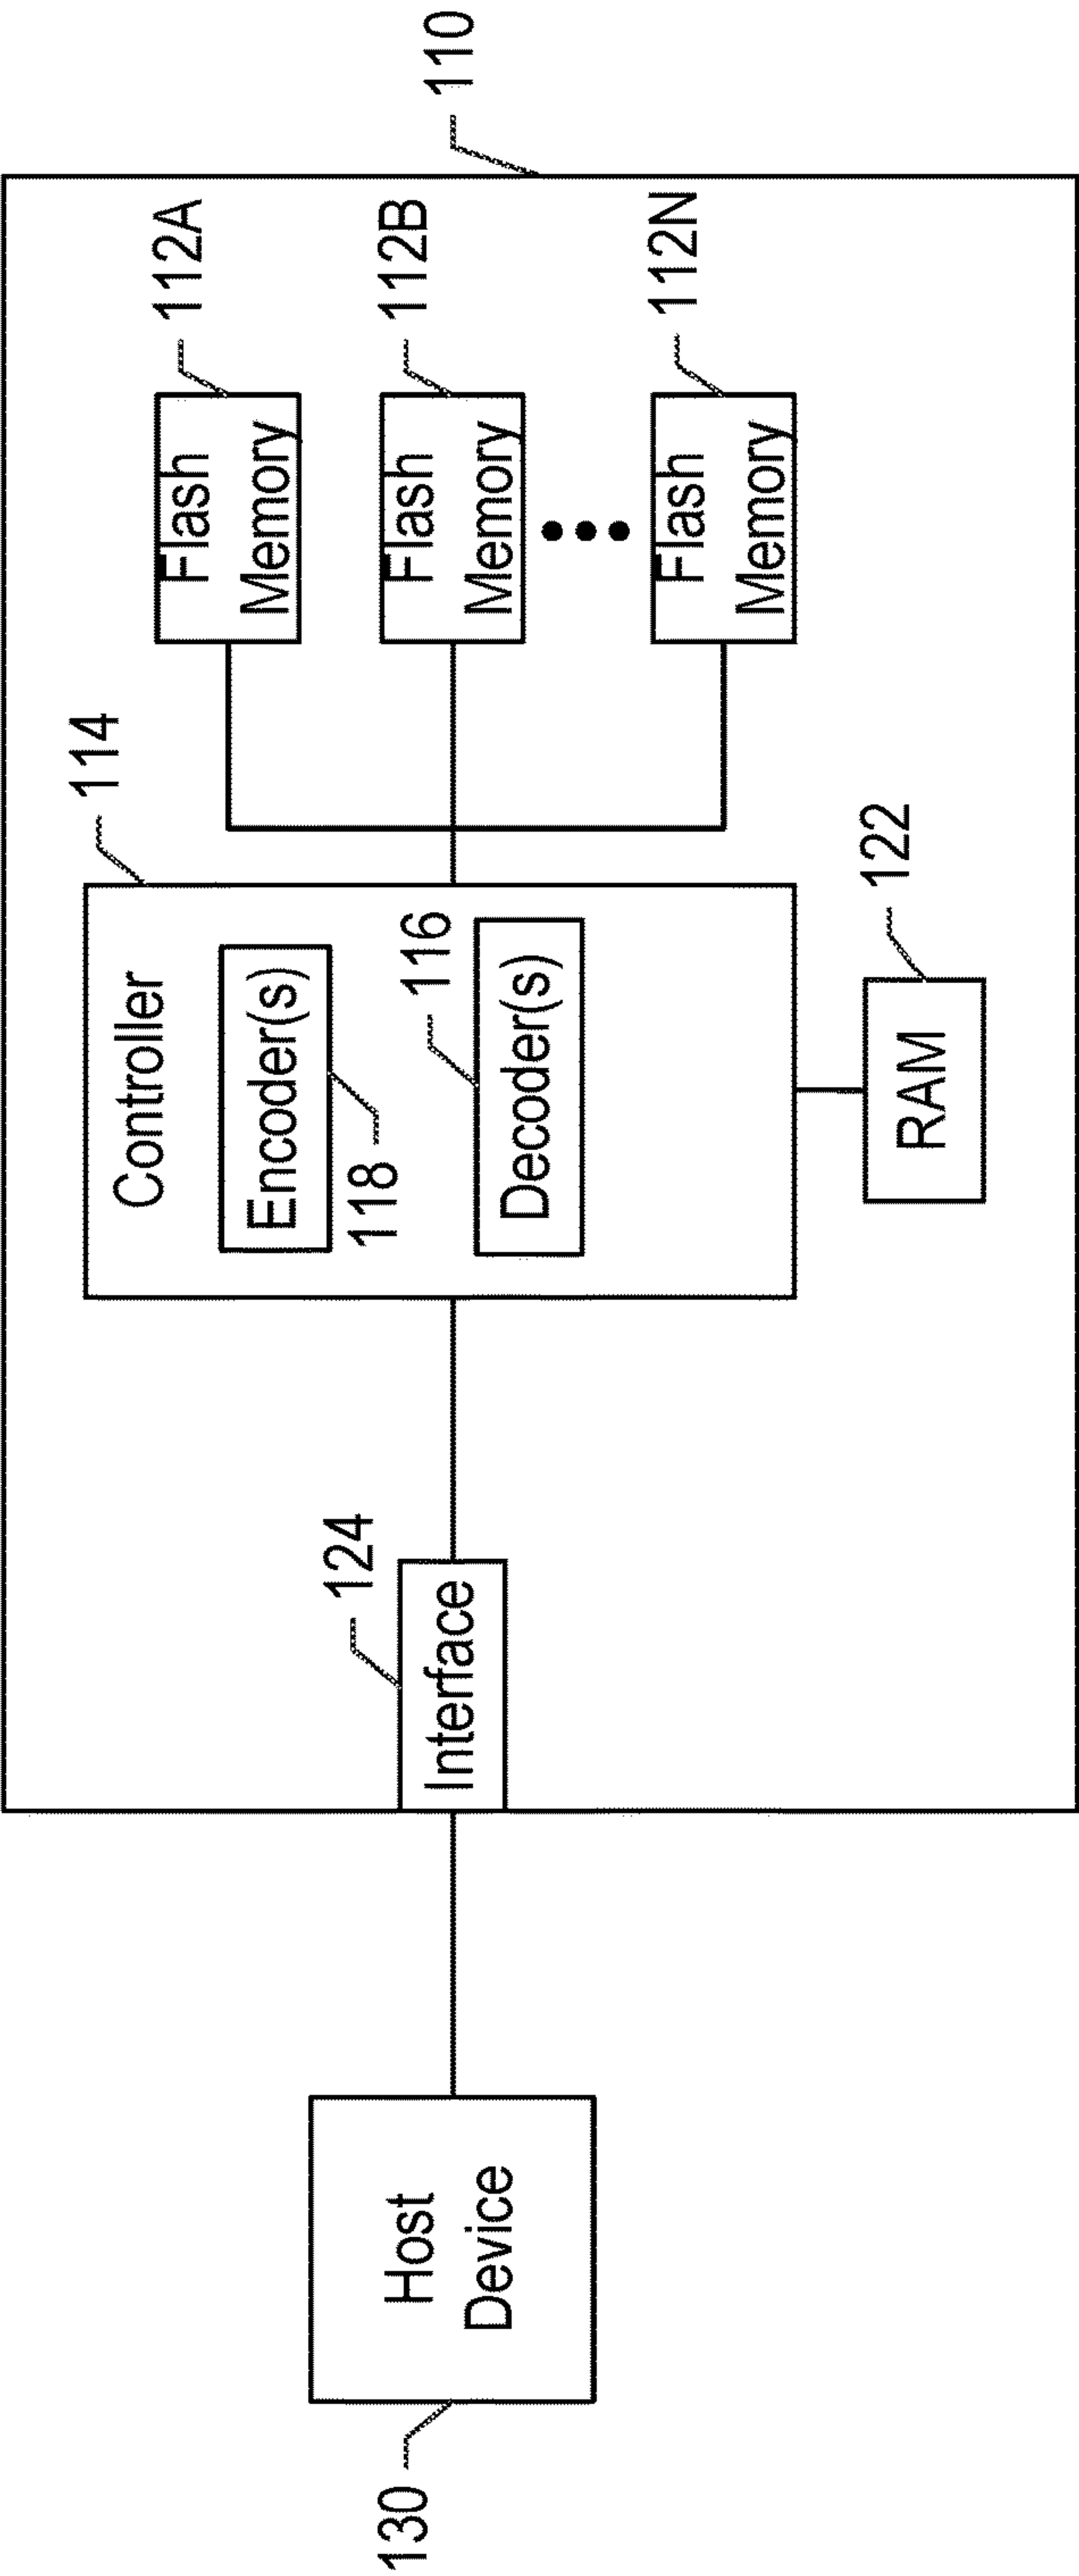 110
112A
Flash
Memory
112B
Flash
Memory
112N
Flash
Memory
114
Controller
Encoder(s)
118
116
Decoder(s)
122
RAM
124
Interface
Host
Device
130